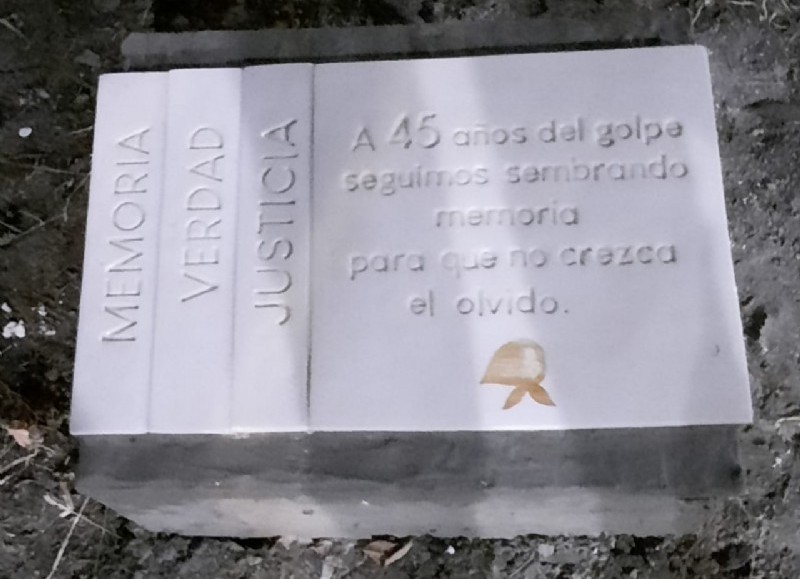 MEMORIA
VERDAD
JUSTICIA
A 45 años del golpe
seguimos sembrando
memoria
para que no crezca
el olvido.